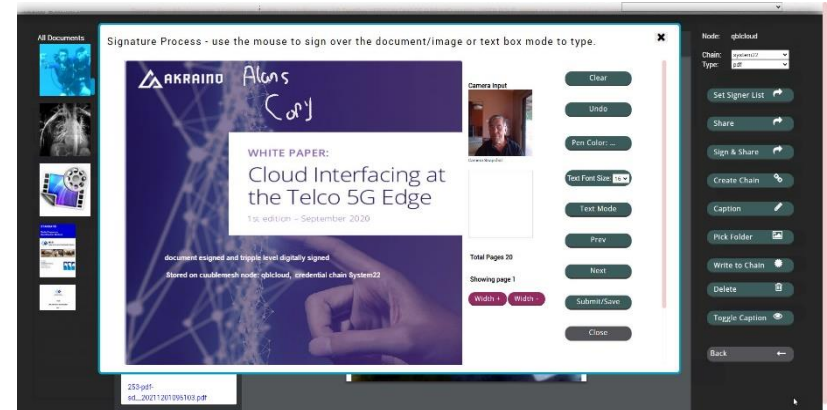 All Documents
Signature Process - use the mouse to sign over the document/image or text box mode to type.
AKRAINO
Alans
Copy
WHITE PAPER:
Cloud Interfacing at
the Telco 5G Edge
1st edition – September 2020
document esigned and tripple level digitally signed
Stored on cuublemesh node: qblcloud, credential chain System22
Camera Input
Camera Snapshot
Total Pages 20
Showing page 1
Width +
Width -
Clear
Undo
Pen Color: ...
Text Font Size: 16
Text Mode
Prev
Next
Submit/Save
Close
Node: qblcloud
Chain: system22
Type: pdf
Set Signer List
Share
Sign & Share
Create Chain
Caption
Pick Folder
Write to Chain
Delete
Toggle Caption
Back
253-pdf-
sd_20211201095103.pdf